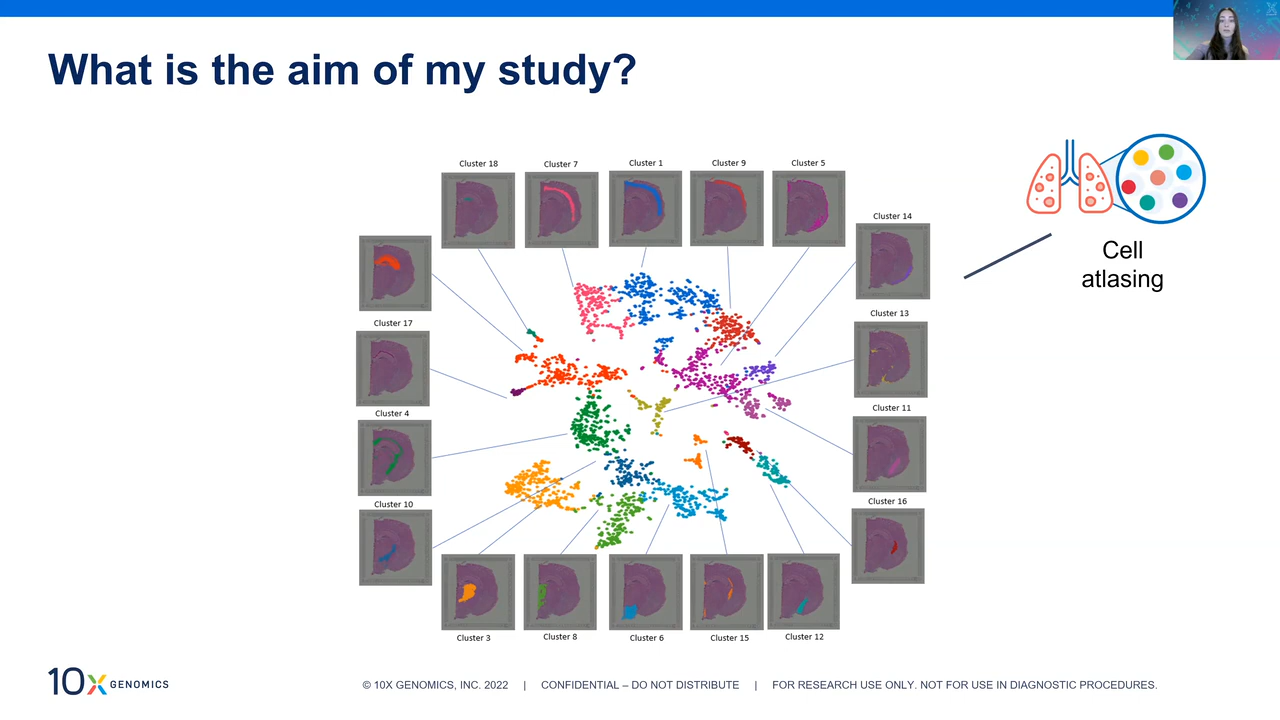 What is the aim of my study?
Cluster 18
Cluster 7
Cluster 1
Cluster 9
Cluster 5
Cluster 14
Cell
atlasing
Cluster 17
Cluster 13
Cluster 4
Cluster 11
Cluster 10
Cluster 16
Cluster 3
Cluster 8
Cluster 6
Cluster 15
Cluster 12
10x GENOMICS
© 10X GENOMICS, INC. 2022 | CONFIDENTIAL – DO NOT DISTRIBUTE | FOR RESEARCH USE ONLY. NOT FOR USE IN DIAGNOSTIC PROCEDURES.